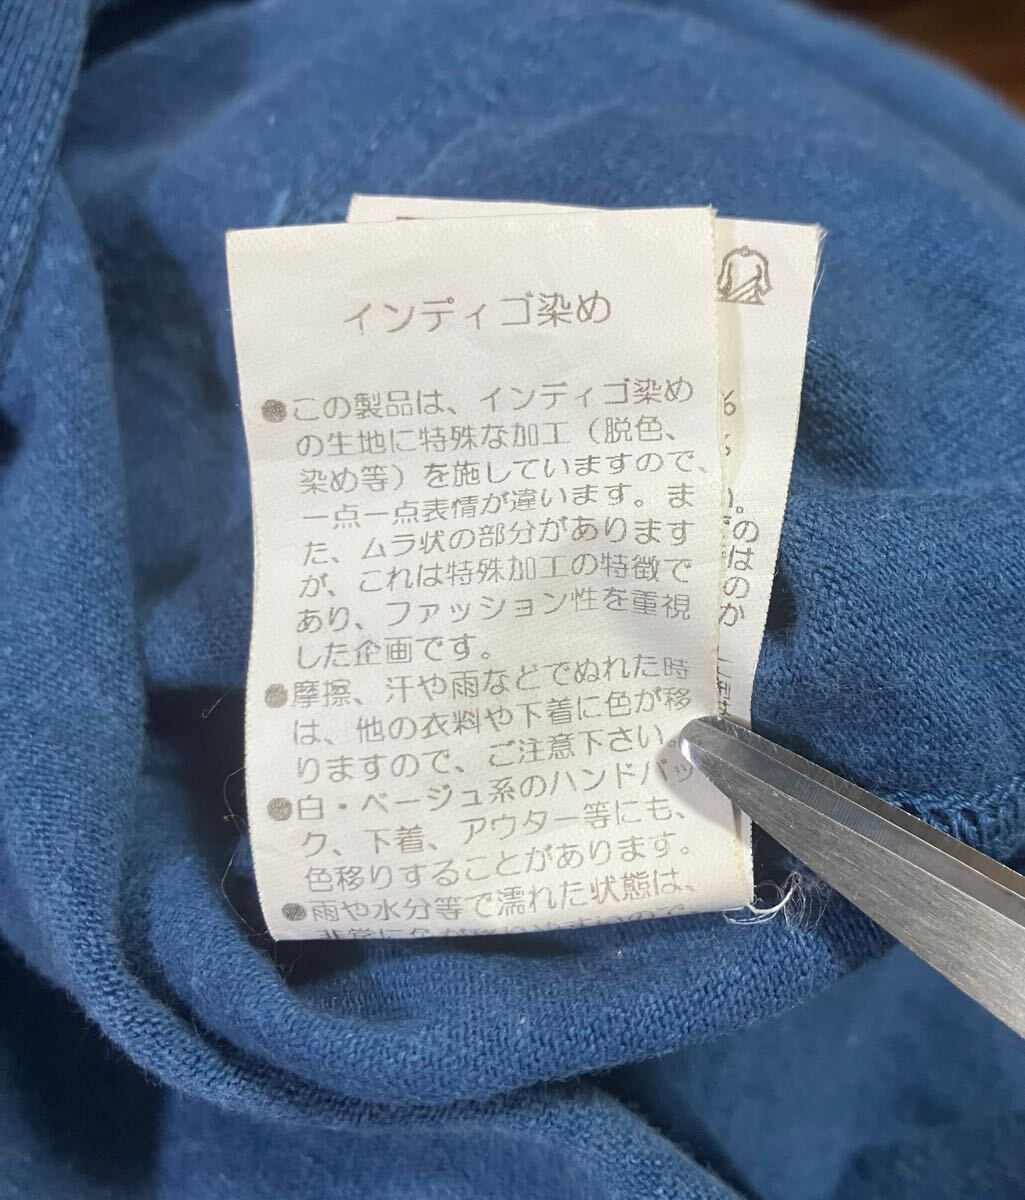 インディゴ染め
●この製品は、インディゴ染め
の生地に特殊な加工（脱色、
染め等）を施していますので、
一点一点表情が違います。ま
た、ムラ状の部分があります
が、これは特殊加工の特徴で
あり、ファッション性を重視
した企画です。
●摩擦、汗や雨などでぬれた時
は、他の衣料や下着に色が移
りますので、ご注意下さい。
●白・ベージュ系のハンドバッ
ク、下着、アウター等にも、
色移りすることがあります。
●雨や水分等で濡れた状態は、
%
。
の
は
の
か